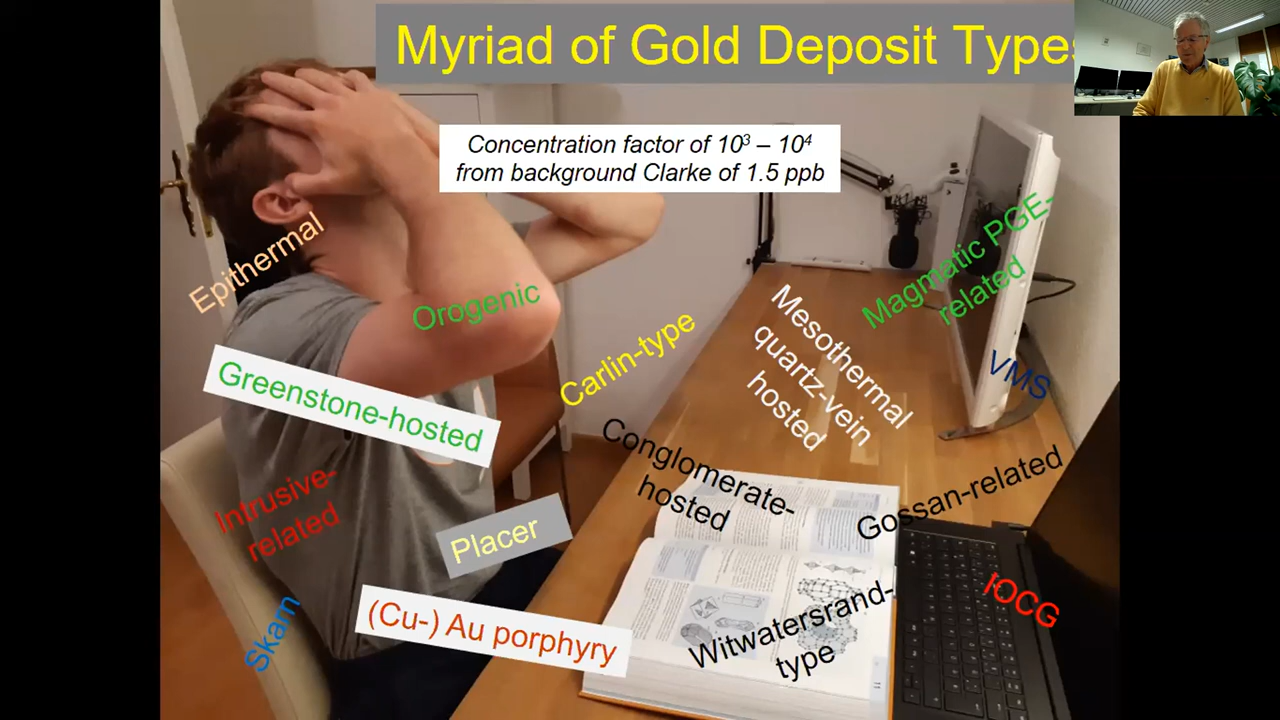 Myriad of Gold Deposit Types
Concentration factor of 10³ – 10⁴
from background Clarke of 1.5 ppb
Epithermal
Orogenic
Magmatic PGE-
related
Carlin-type
Mesothermal
quartz-vein
hosted
VMS
Greenstone-hosted
Conglomerate-
hosted
Gossan-related
Intrusive-
related
Placer
IOCG
Skarn
(Cu-) Au porphyry
Witwatersrand-
type
11